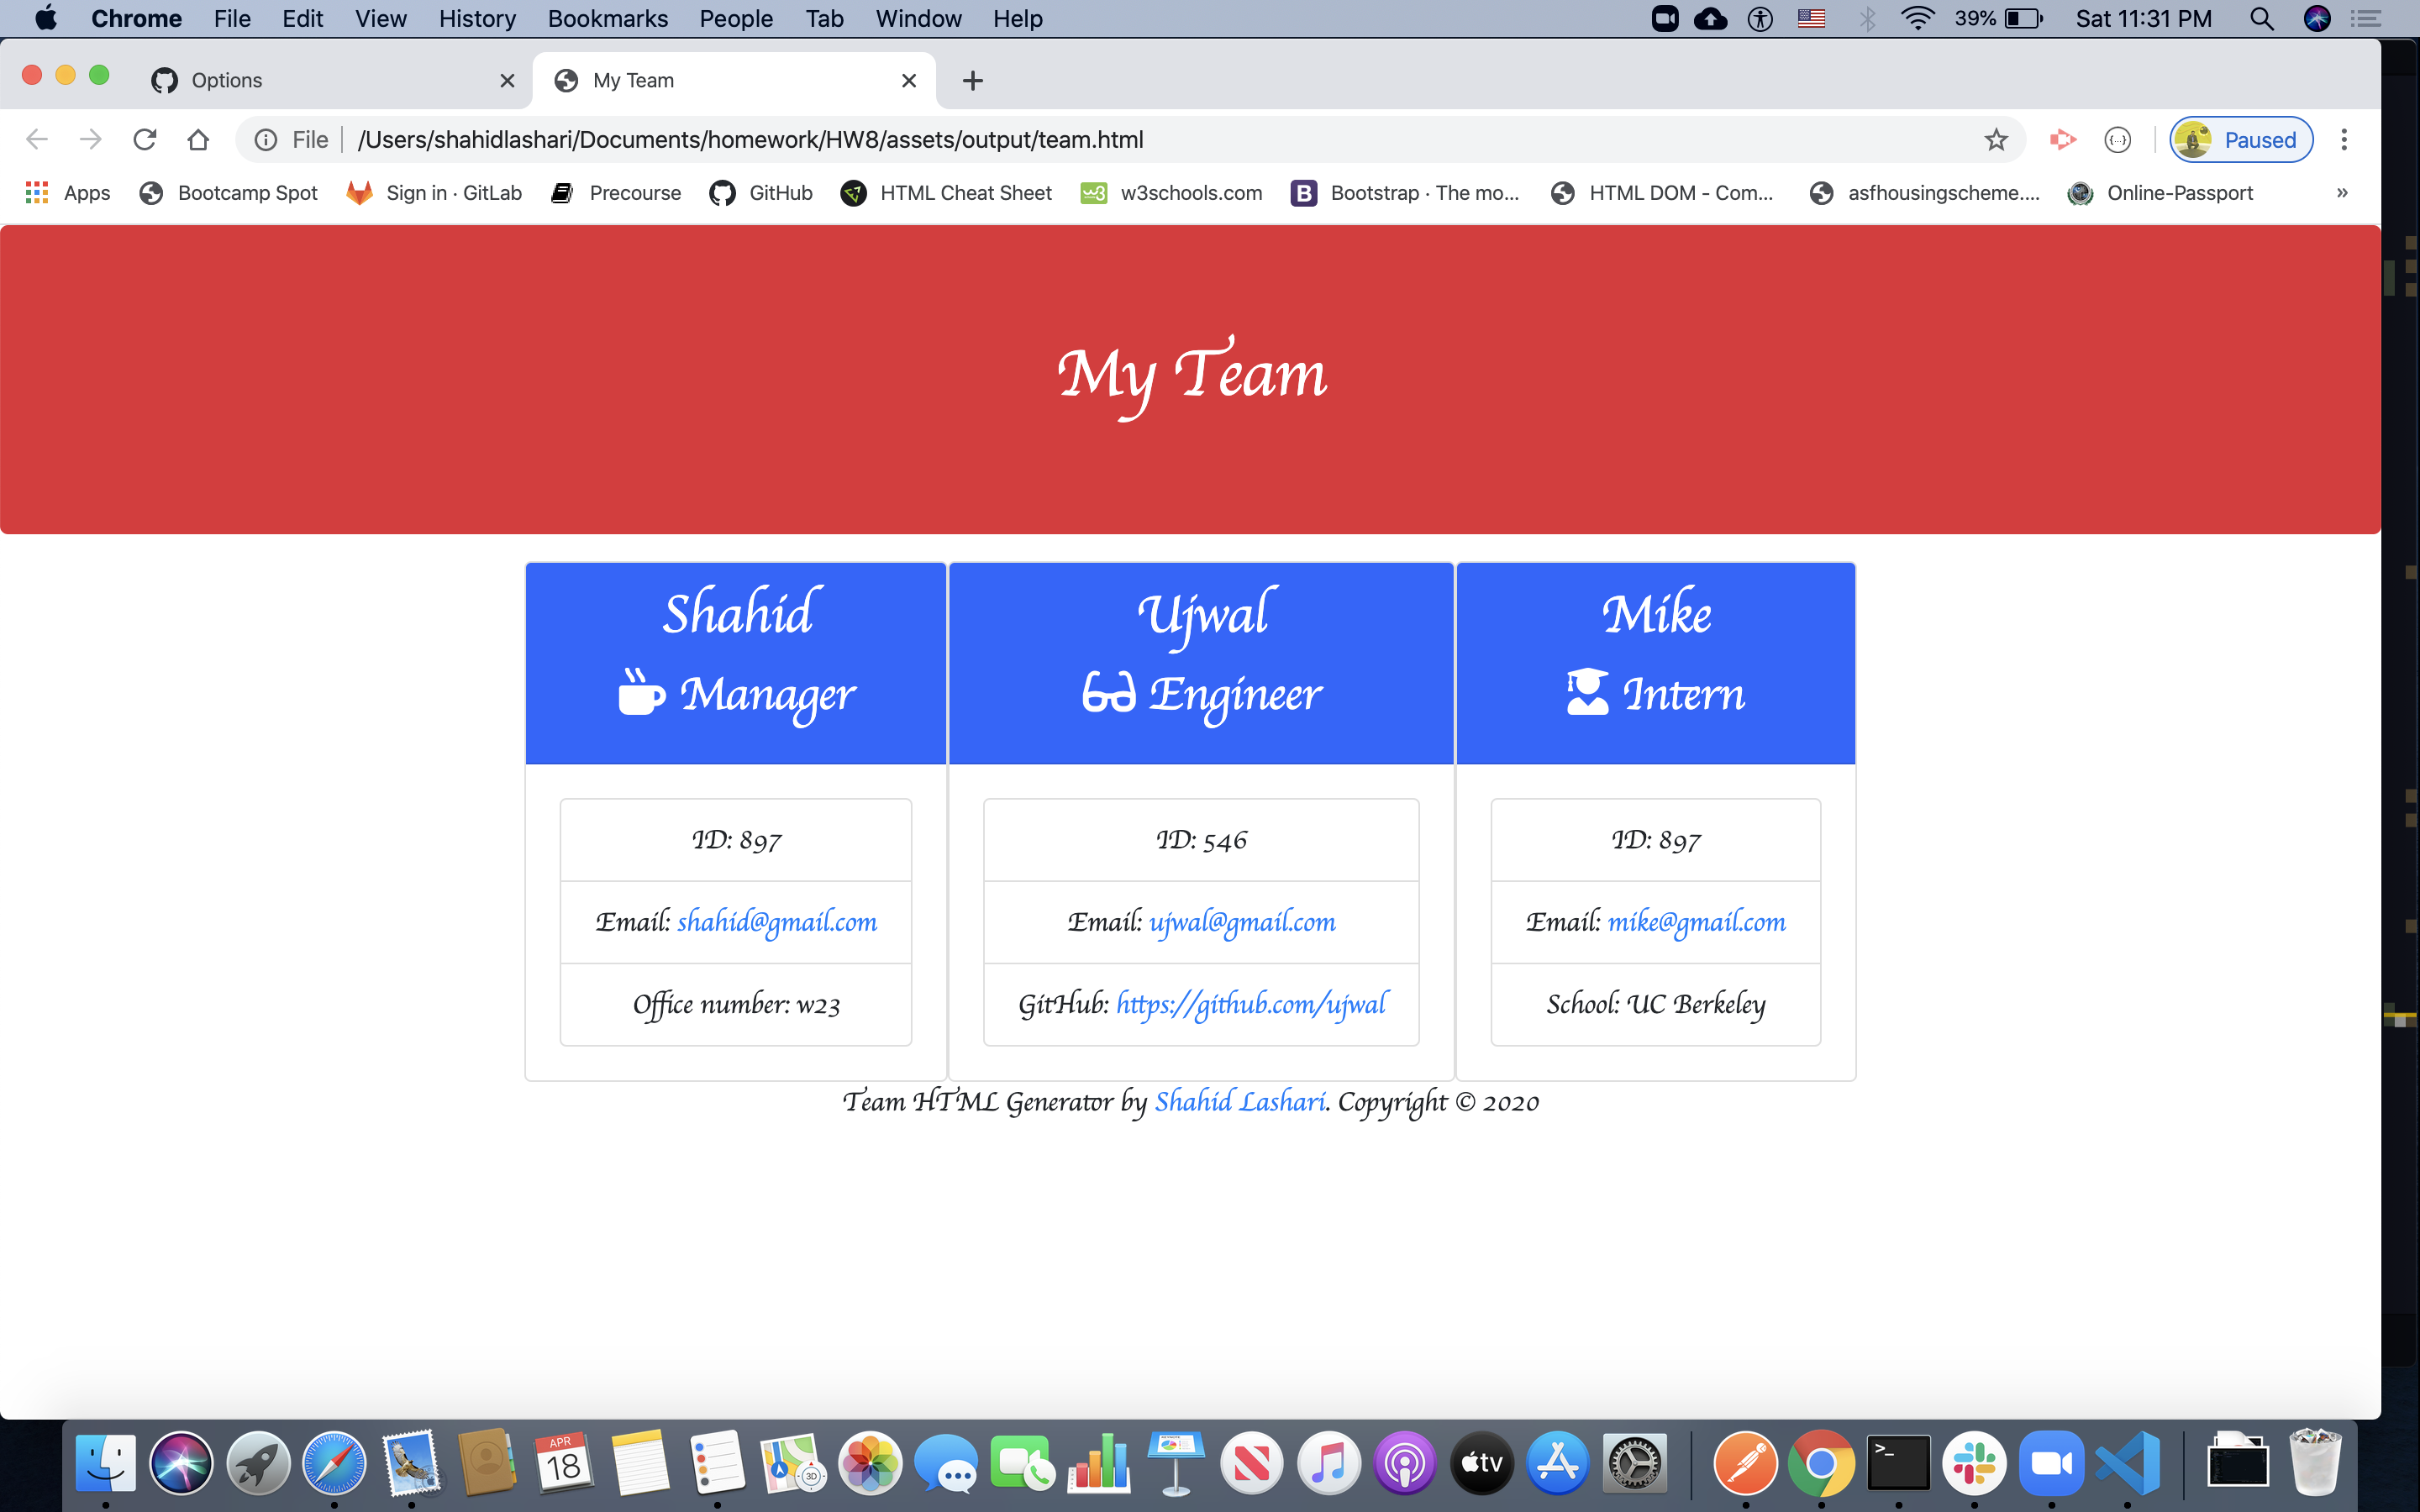 Chrome File Edit View History Bookmarks People Tab Window Help 39% Sat 11:31 PM
Options My Team
File /Users/shahidlashari/Documents/homework/HW8/assets/output/team.html Paused
Apps Bootcamp Spot Sign in · GitLab Precourse GitHub HTML Cheat Sheet w3schools.com Bootstrap · The mo... HTML DOM - Com... asfhousingscheme.... Online-Passport »
My Team
Shahid
Manager
ID: 897
Email: shahid@gmail.com
Office number: w23
Ujwal
Engineer
ID: 546
Email: ujwal@gmail.com
GitHub: https://github.com/ujwal
Mike
Intern
ID: 897
Email: mike@gmail.com
School: UC Berkeley
Team HTML Generator by Shahid Lashari. Copyright © 2020
APR
18
3D
tv